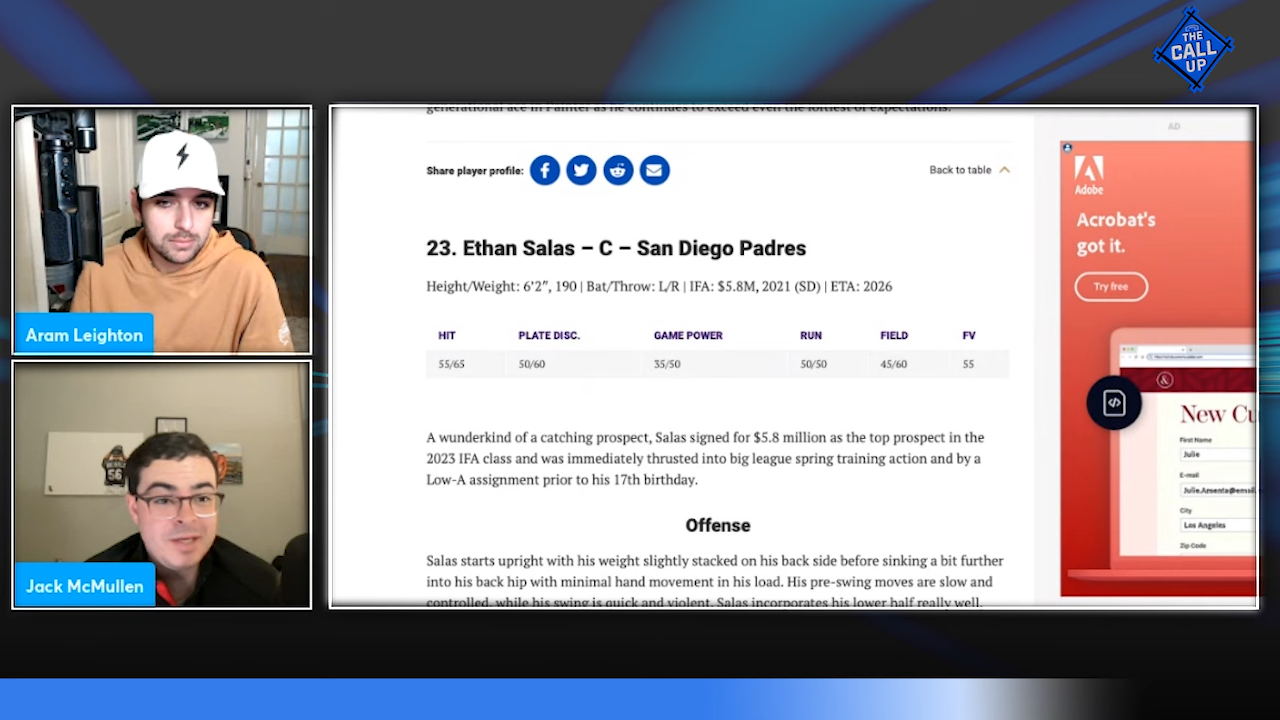 THE
CALL
UP
generational ace in Painter as he continues to exceed even the loftiest of expectations.
Share player profile:
Back to table
23. Ethan Salas – C – San Diego Padres
Height/Weight: 6’2″, 190 | Bat/Throw: L/R | IFA: $5.8M, 2021 (SD) | ETA: 2026
HIT PLATE DISC. GAME POWER RUN FIELD FV
55/65 50/60 35/50 50/50 45/60 55
A wunderkind of a catching prospect, Salas signed for $5.8 million as the top prospect in the
2023 IFA class and was immediately thrusted into big league spring training action and by a
Low-A assignment prior to his 17th birthday.
Offense
Salas starts upright with his weight slightly stacked on his back side before sinking a bit further
into his back hip with minimal hand movement in his load. His pre-swing moves are slow and
controlled, while his swing is quick and violent. Salas incorporates his lower half really well,
AD
Adobe
Acrobat's
got it.
Try free
New Cu
First Name
Julie
E-mail
City
Los Angeles
Zip Code
Aram Leighton
56
Jack McMullen